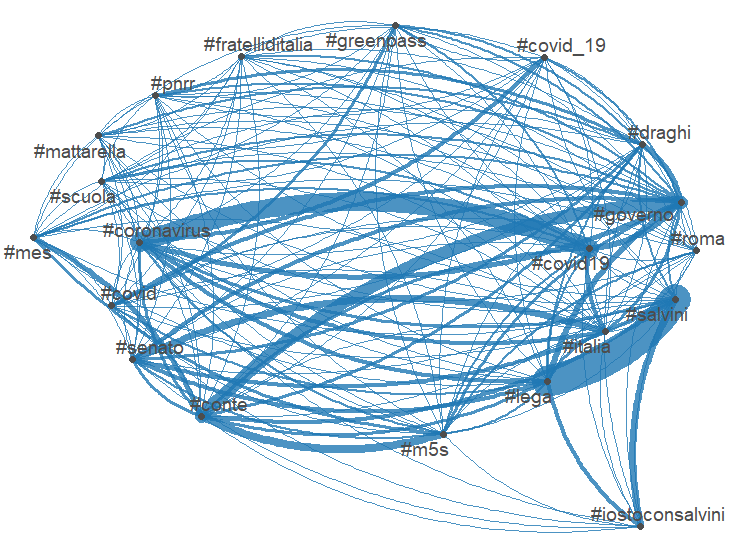 #fratelliditalia
#greenpass
#covid_19
#pnrr
#draghi
#mattarella
#scuola
#governo
#coronavirus
#roma
#mes
#covid19
#covid
#salvini
#senato
#italia
#conte
#lega
#m5s
#iostoconsalvini